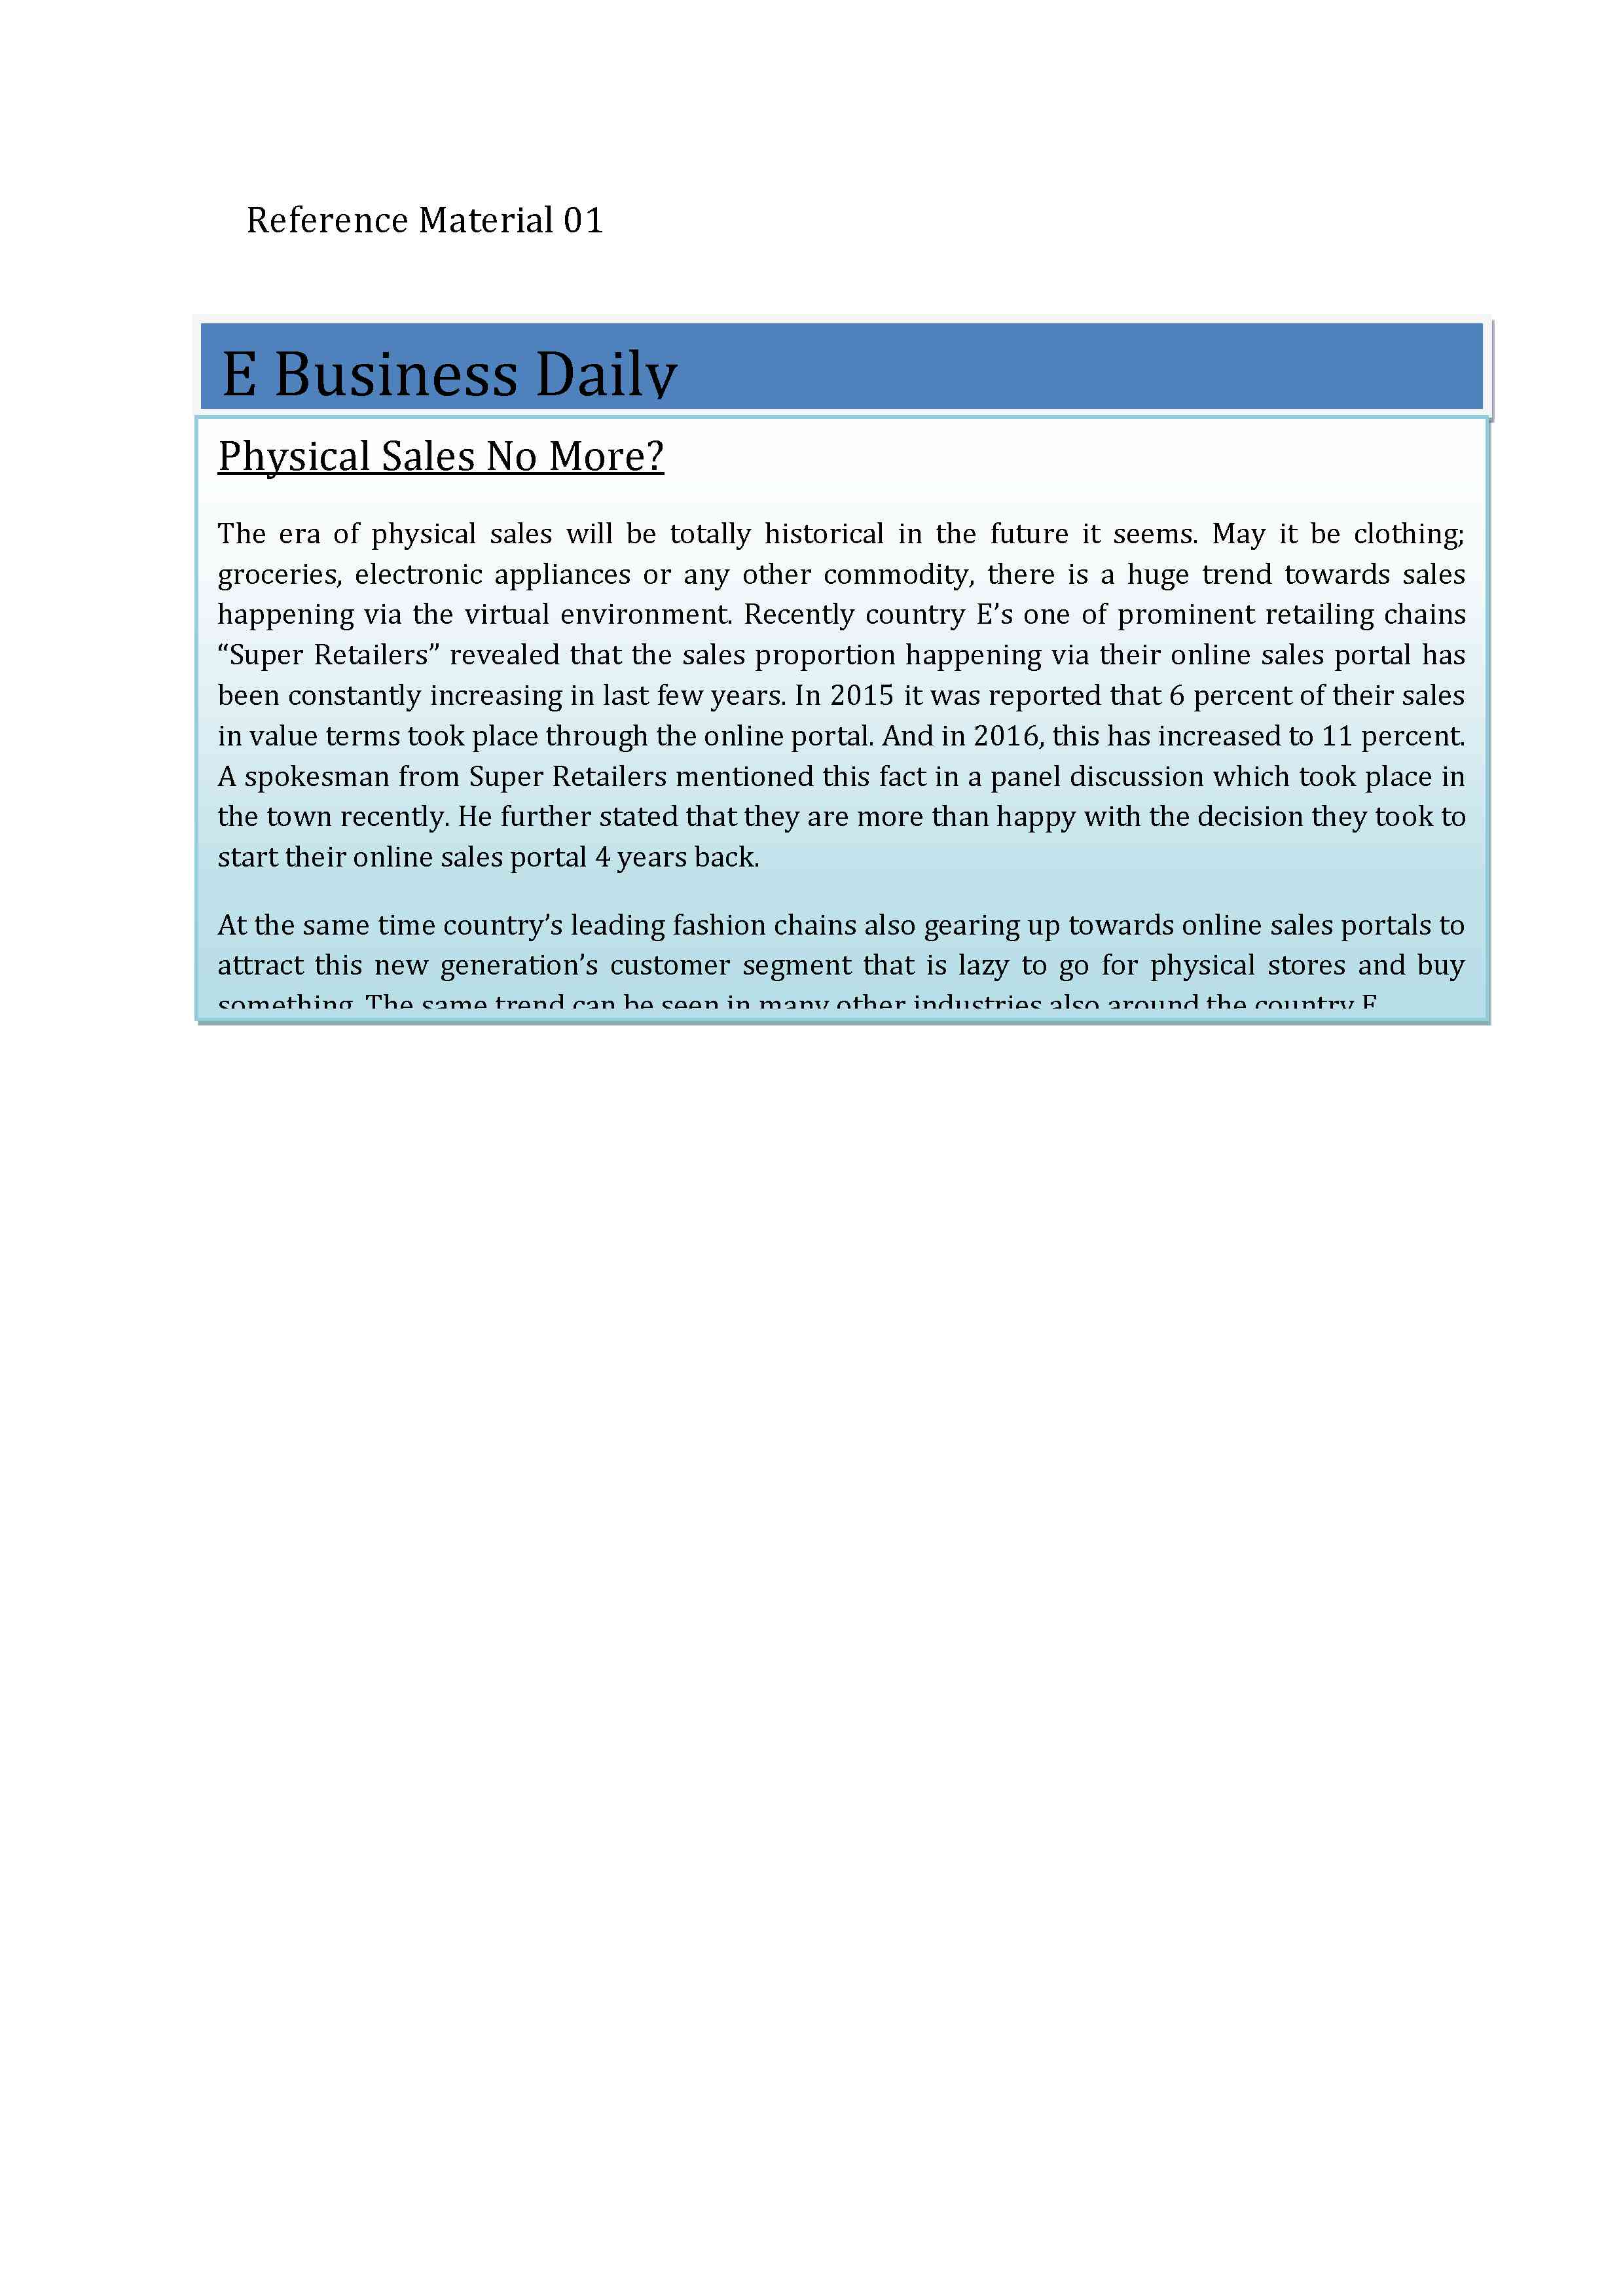 Reference Material 01
E Business Daily
Physical Sales No More?
The era of physical sales will be totally historical in the future it seems. May it be clothing;
groceries, electronic appliances or any other commodity, there is a huge trend towards sales
happening via the virtual environment. Recently country E’s one of prominent retailing chains
“Super Retailers” revealed that the sales proportion happening via their online sales portal has
been constantly increasing in last few years. In 2015 it was reported that 6 percent of their sales
in value terms took place through the online portal. And in 2016, this has increased to 11 percent.
A spokesman from Super Retailers mentioned this fact in a panel discussion which took place in
the town recently. He further stated that they are more than happy with the decision they took to
start their online sales portal 4 years back.
At the same time country’s leading fashion chains also gearing up towards online sales portals to
attract this new generation’s customer segment that is lazy to go for physical stores and buy
something. The same trend can be seen in many other industries also around the country E